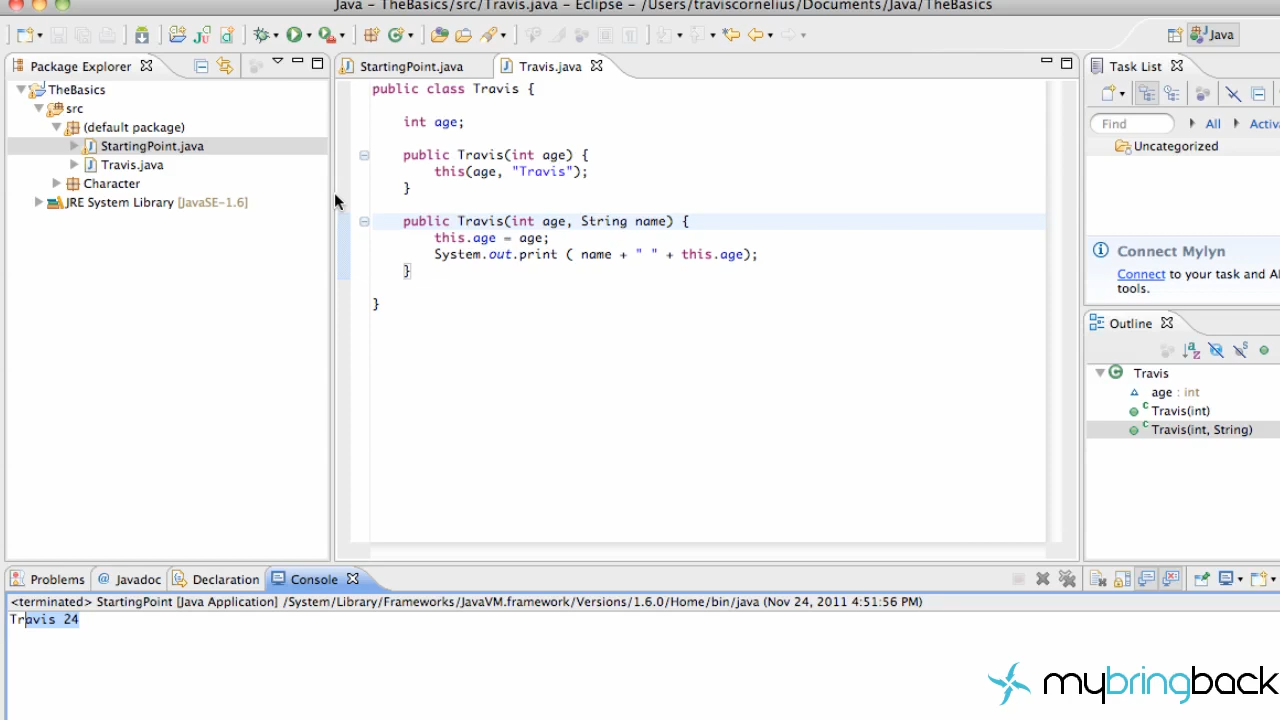 Java - TheBasics/src/Travis.java - Eclipse - /Users/traviscornelius/Documents/Java/TheBasics
Java
Package Explorer
TheBasics
src
(default package)
StartingPoint.java
Travis.java
Character
JRE System Library [JavaSE-1.6]
StartingPoint.java
Travis.java
public class Travis {
int age;
public Travis(int age) {
this(age, "Travis");
}
public Travis(int age, String name) {
this.age = age;
System.out.print ( name + " " + this.age);
}
}
Task List
Find
All
Activ
Uncategorized
Connect Mylyn
Connect to your task and AL
tools.
Outline
Travis
age : int
Travis(int)
Travis(int, String)
Problems
@ Javadoc
Declaration
Console
<terminated> StartingPoint [Java Application] /System/Library/Frameworks/JavaVM.framework/Versions/1.6.0/Home/bin/java (Nov 24, 2011 4:51:56 PM)
Travis 24
mybringback